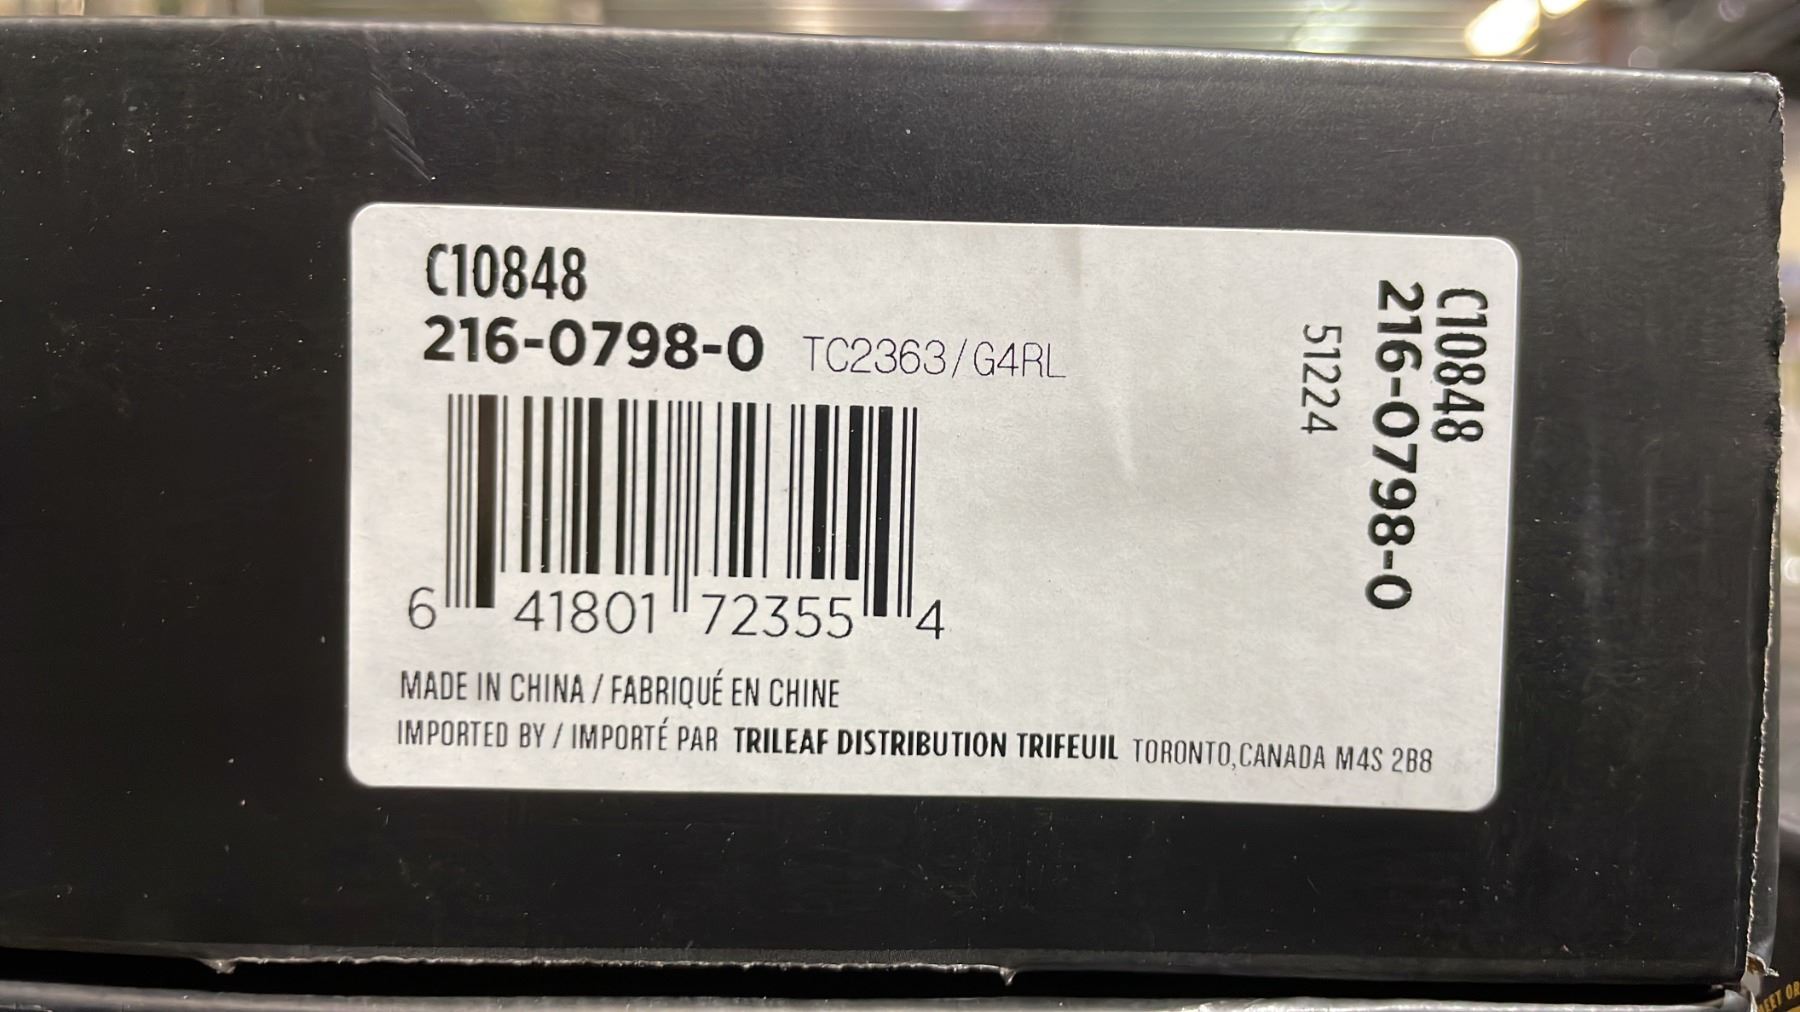 C10848
216-0798-0 TC2363/G4RL
6 41801 72355 4
MADE IN CHINA / FABRIQUÉ EN CHINE
IMPORTED BY / IMPORTÉ PAR TRILEAF DISTRIBUTION TRIFEUIL TORONTO,CANADA M4S 2B8
C10848
216-0798-0
51224